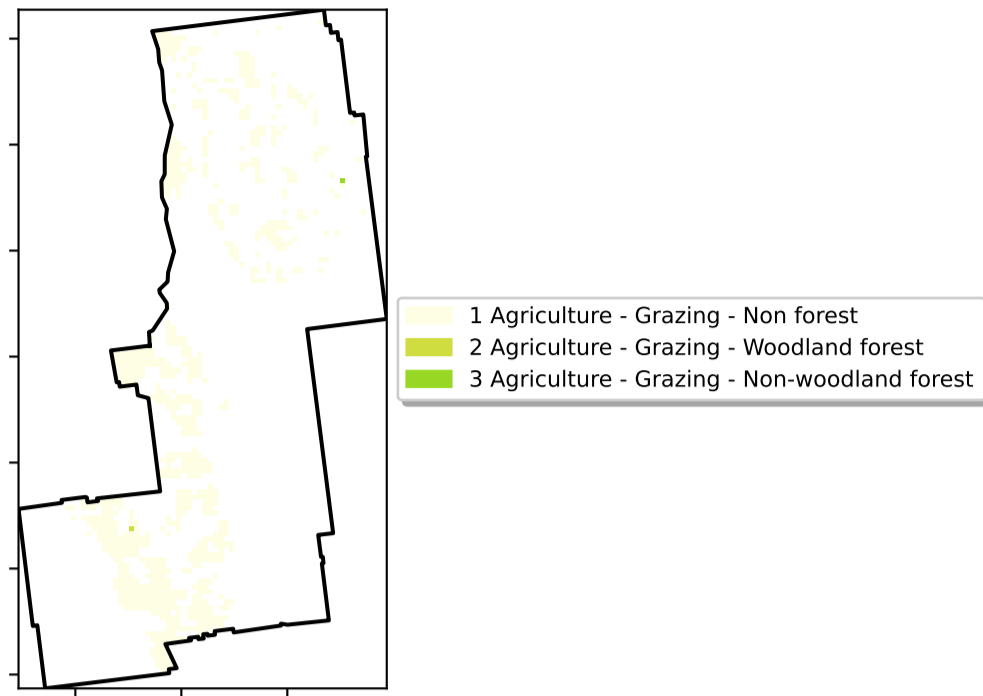 1 Agriculture - Grazing - Non forest
2 Agriculture - Grazing - Woodland forest
3 Agriculture - Grazing - Non-woodland forest